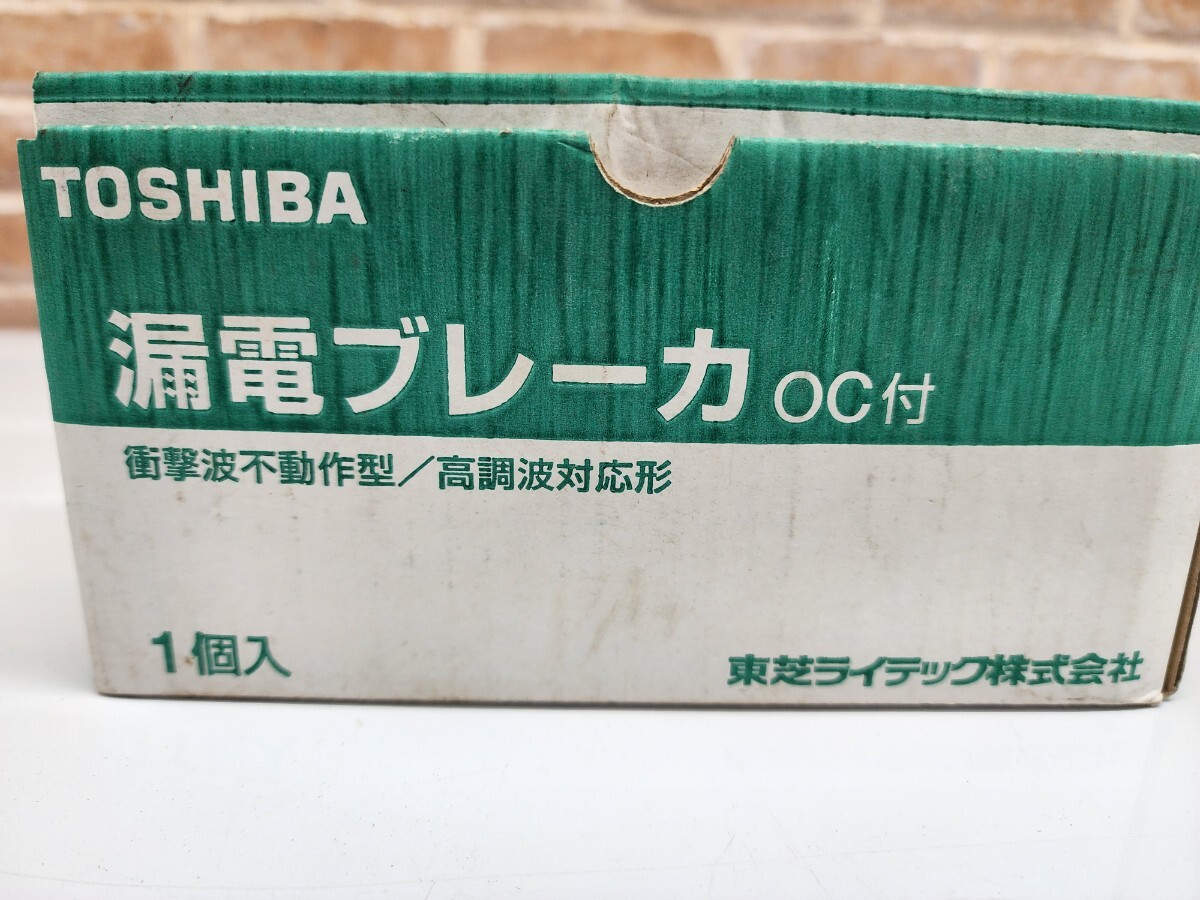 TOSHIBA
漏電ブレーカ OC付
衝撃波不動作型／高調波対応形
1個入
東芝ライテック株式会社